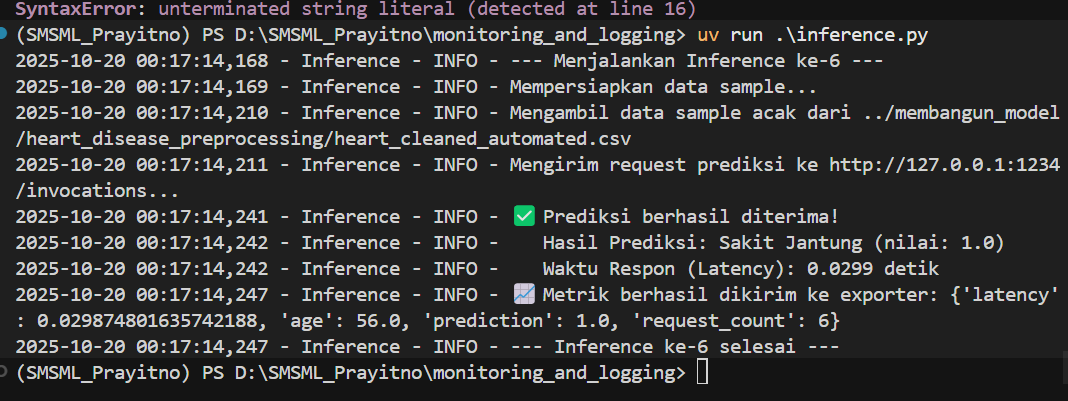 SyntaxError: unterminated string literal (detected at line 16)
(SMSML_Prayitno) PS D:\SMSML_Prayitno\monitoring_and_logging> uv run .\inference.py
2025-10-20 00:17:14,168 - Inference - INFO - --- Menjalankan Inference ke-6 ---
2025-10-20 00:17:14,169 - Inference - INFO - Mempersiapkan data sample...
2025-10-20 00:17:14,210 - Inference - INFO - Mengambil data sample acak dari ../membangun_model
/heart_disease_preprocessing/heart_cleaned_automated.csv
2025-10-20 00:17:14,211 - Inference - INFO - Mengirim request prediksi ke http://127.0.0.1:1234
/invocations...
2025-10-20 00:17:14,241 - Inference - INFO - ✅ Prediksi berhasil diterima!
2025-10-20 00:17:14,242 - Inference - INFO -    Hasil Prediksi: Sakit Jantung (nilai: 1.0)
2025-10-20 00:17:14,242 - Inference - INFO -    Waktu Respon (Latency): 0.0299 detik
2025-10-20 00:17:14,247 - Inference - INFO - 📈 Metrik berhasil dikirim ke exporter: {'latency'
: 0.029874801635742188, 'age': 56.0, 'prediction': 1.0, 'request_count': 6}
2025-10-20 00:17:14,247 - Inference - INFO - --- Inference ke-6 selesai ---
(SMSML_Prayitno) PS D:\SMSML_Prayitno\monitoring_and_logging>